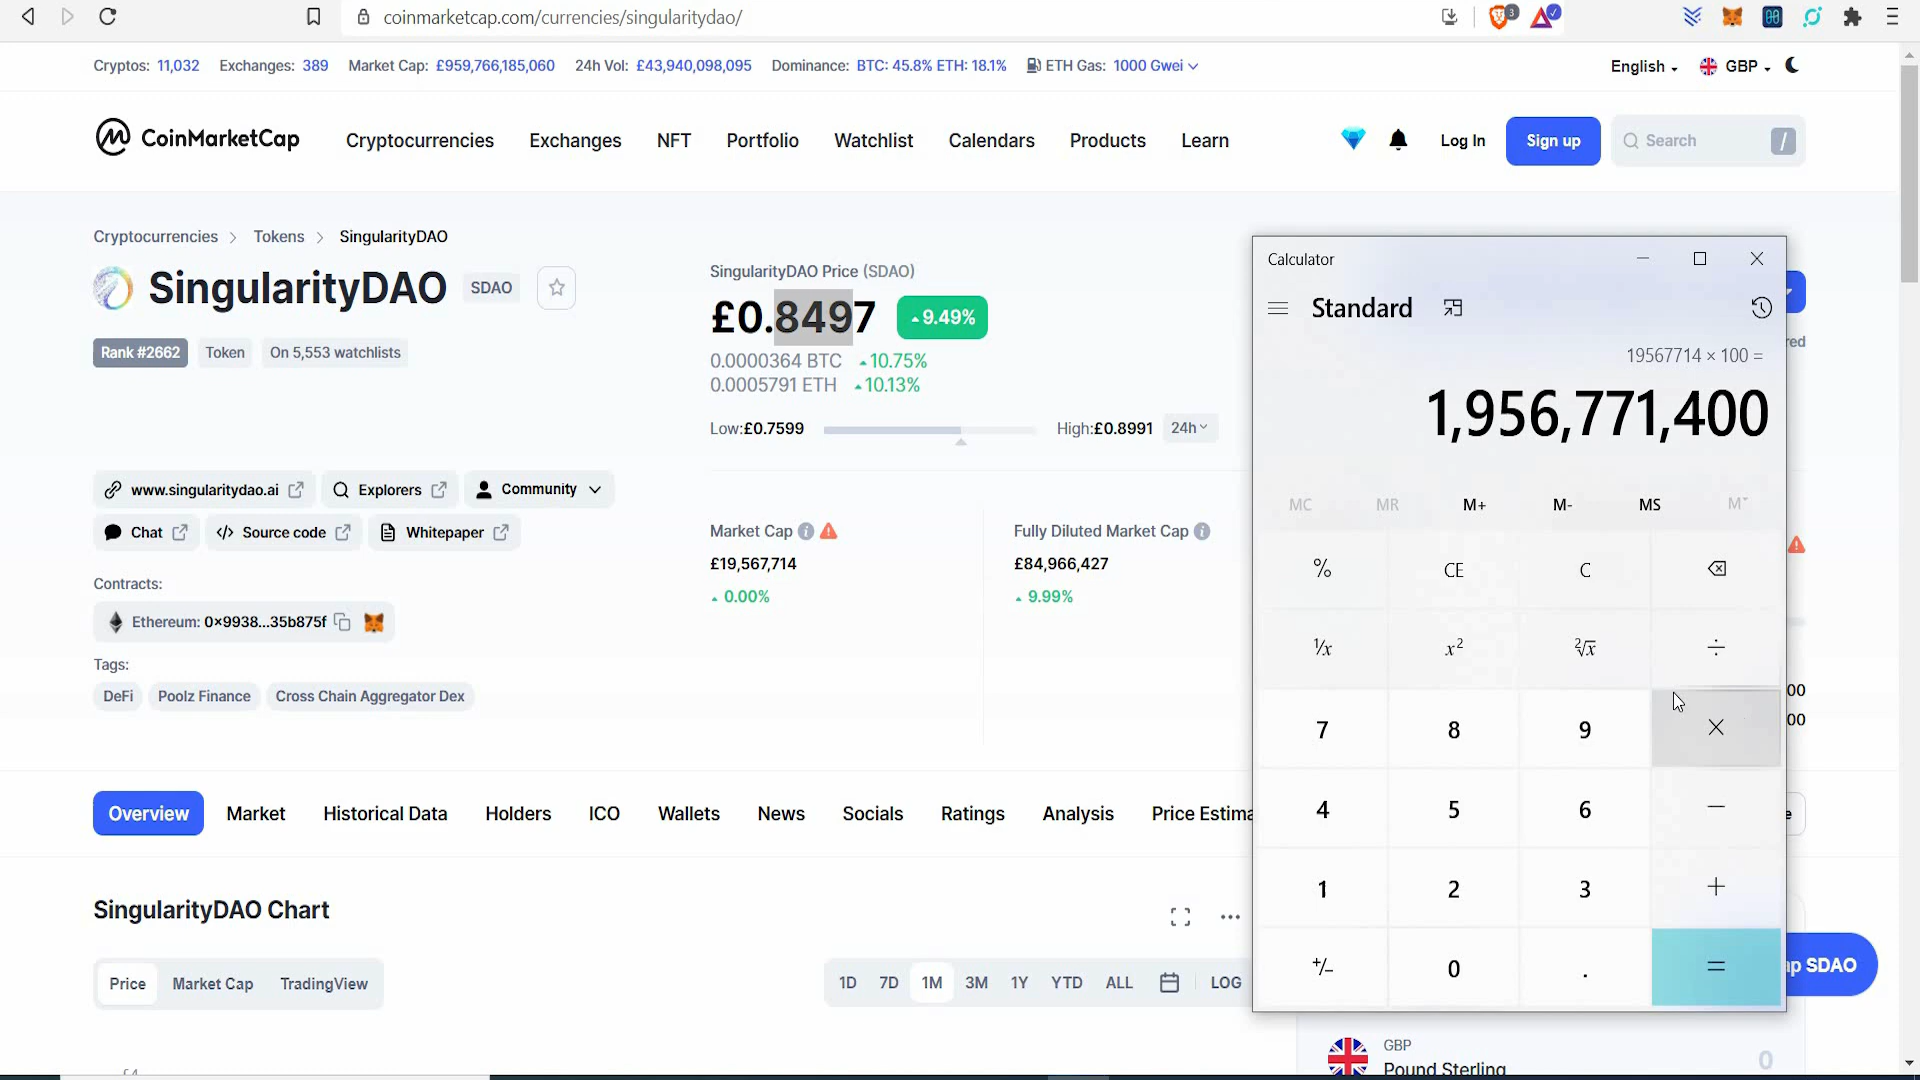 coinmarketcap.com/currencies/singularitydao/
3
Cryptos: 11,032 Exchanges: 389 Market Cap: £959,766,185,060 24h Vol: £43,940,098,095 Dominance: BTC: 45.8% ETH: 18.1% ETH Gas: 1000 Gwei English GBP
CoinMarketCap Cryptocurrencies Exchanges NFT Portfolio Watchlist Calendars Products Learn Log In Sign up Search /
Cryptocurrencies > Tokens > SingularityDAO
SingularityDAO SDAO
Rank #2662 Token On 5,553 watchlists
SingularityDAO Price (SDAO)
£0.8497 9.49%
0.0000364 BTC 10.75%
0.0005791 ETH 10.13%
Low:£0.7599 High:£0.8991 24h
www.singularitydao.ai Explorers Community
Chat Source code Whitepaper
Contracts:
Ethereum: 0x9938...35b875f
Tags:
DeFi Poolz Finance Cross Chain Aggregator Dex
Market Cap
£19,567,714
0.00%
Fully Diluted Market Cap
£84,966,427
9.99%
Calculator
Standard
19567714 × 100 =
1,956,771,400
MC MR M+ M- MS M
% CE C
¹/x x² ²√x ÷
7 8 9 ×
4 5 6 −
1 2 3 +
+/− 0 . =
red
00
00
Overview Market Historical Data Holders ICO Wallets News Socials Ratings Analysis Price Estima
e
SingularityDAO Chart
Price Market Cap TradingView
1D 7D 1M 3M 1Y YTD ALL LOG
ap SDAO
GBP
Pound Sterling
0